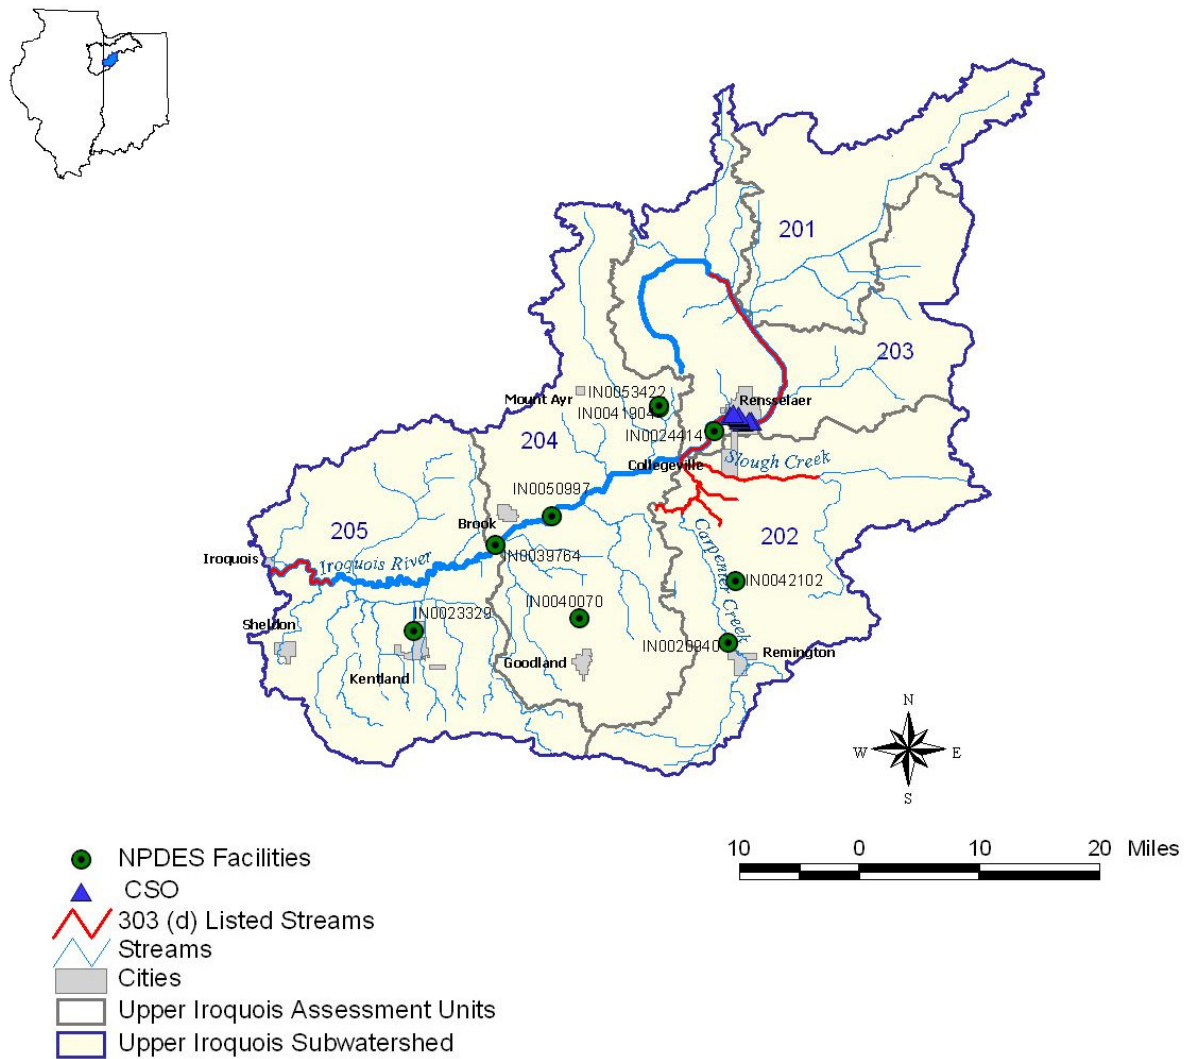 201
203
Mount Ayr
IN0053422
IN0041904
Rensselaer
IN0024414
204
Collegeville
Slough Creek
IN0050997
Brook
205
202
Iroquois
Iroquois River
IN0039764
Carpenter Creek
IN0042102
IN0040070
IN0023329
Sheldon
IN0020940
Remington
Goodland
Kentland
N
W
E
S
10
0
10
20
Miles
NPDES Facilities
CSO
303 (d) Listed Streams
Streams
Cities
Upper Iroquois Assessment Units
Upper Iroquois Subwatershed